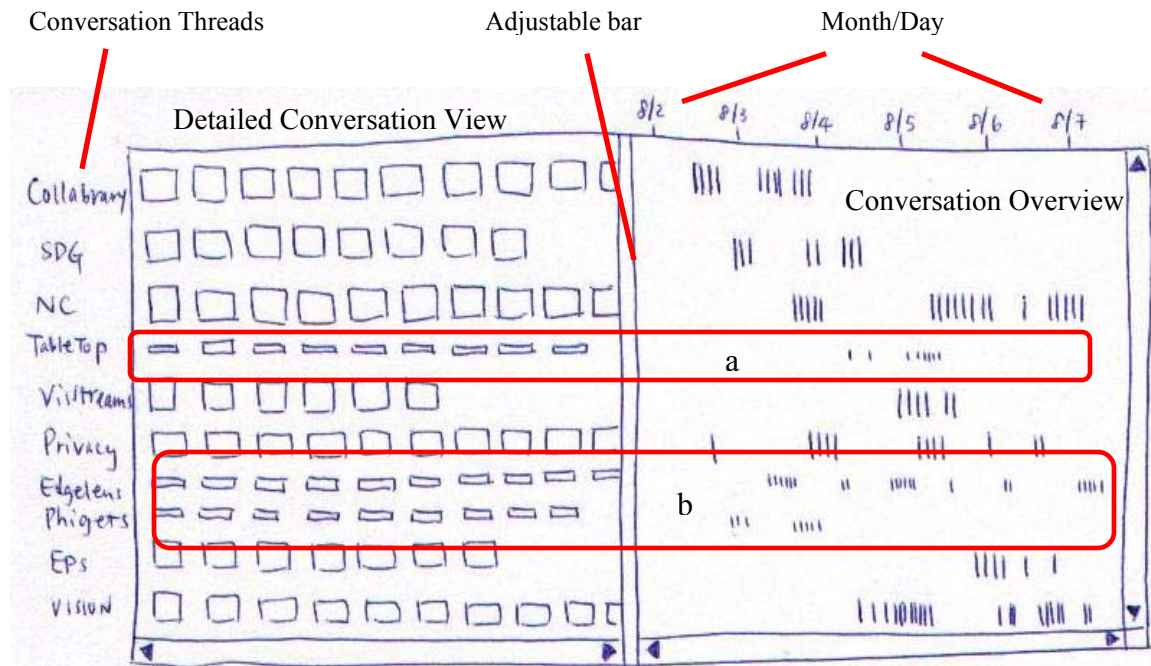 Conversation Threads
Adjustable bar
Month/Day
Detailed Conversation View
8/2 8/3 8/4 8/5 8/6 8/7
Collabrary
Conversation Overview
SDG
NC
TableTop
a
VisStreams
Privacy
Edgelens
b
Phigets
EPs
VISION